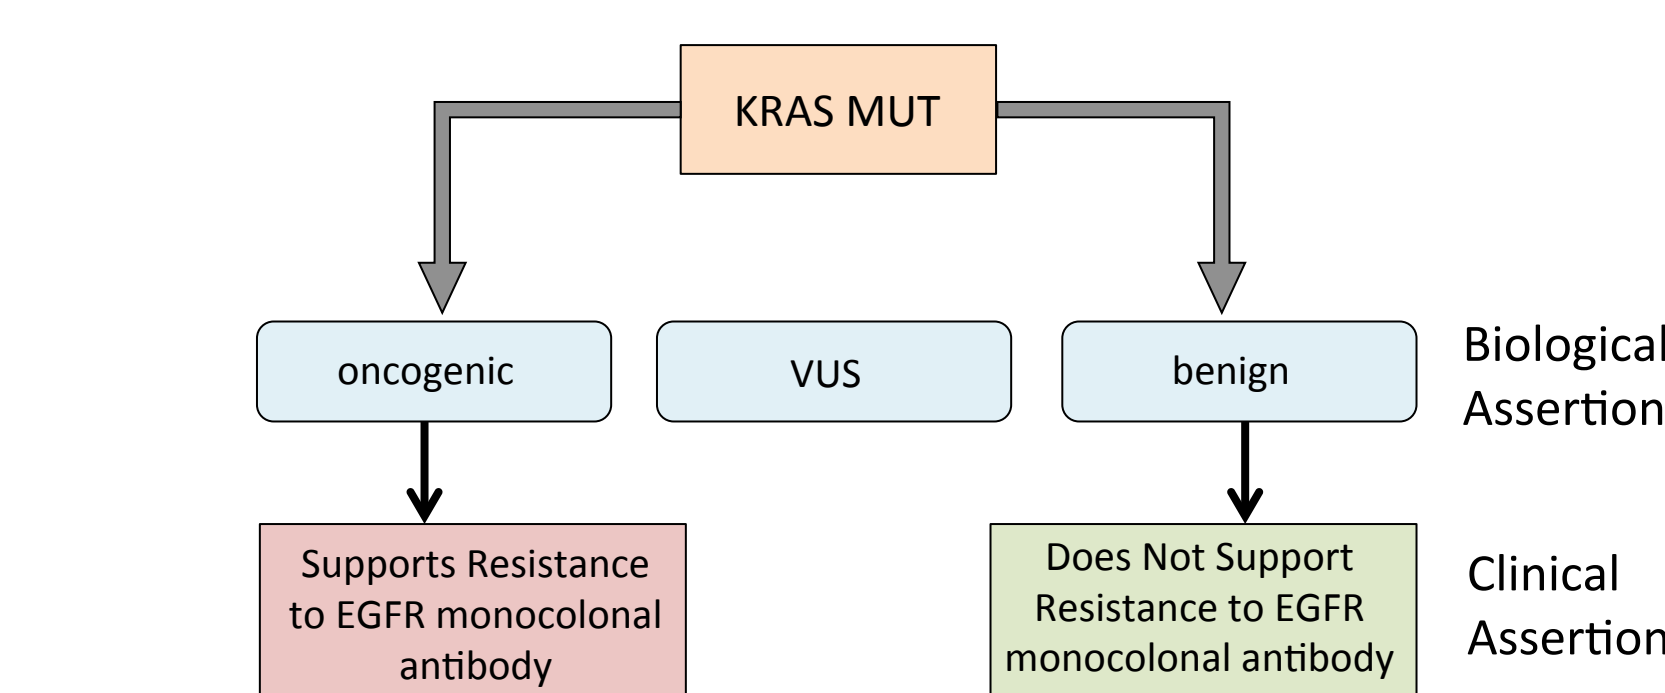 KRAS MUT
oncogenic
VUS
benign
Biological
Assertion
Supports Resistance
to EGFR monocolonal
antibody
Does Not Support
Resistance to EGFR
monocolonal antibody
Clinical
Assertion